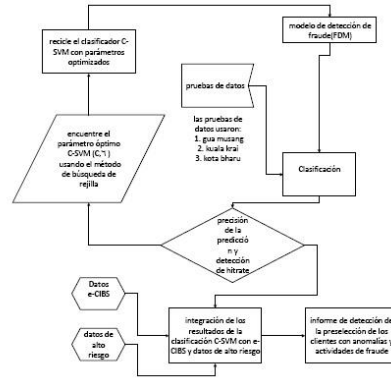 recicle el clasificador C-
SVM con parámetros
optimizados
modelo de detección de
fraude(FDM)
pruebas de datos
las pruebas de
datos usaron:
1. gua musang
2. kuala krai
3. kota bharu
encuentre el
parámetro óptimo
C-SVM (C,γ)
usando el método
de búsqueda de
rejilla
Clasificación
precisión
de la
predicció
n y
detección
de hitrate
Datos
e-CIBS
datos de
alto
riesgo
integración de los
resultados de la
clasificación C-SVM con e-
CIBS y datos de alto riesgo
informe de detección de
la preselección de los
clientes con anomalías y
actividades de fraude